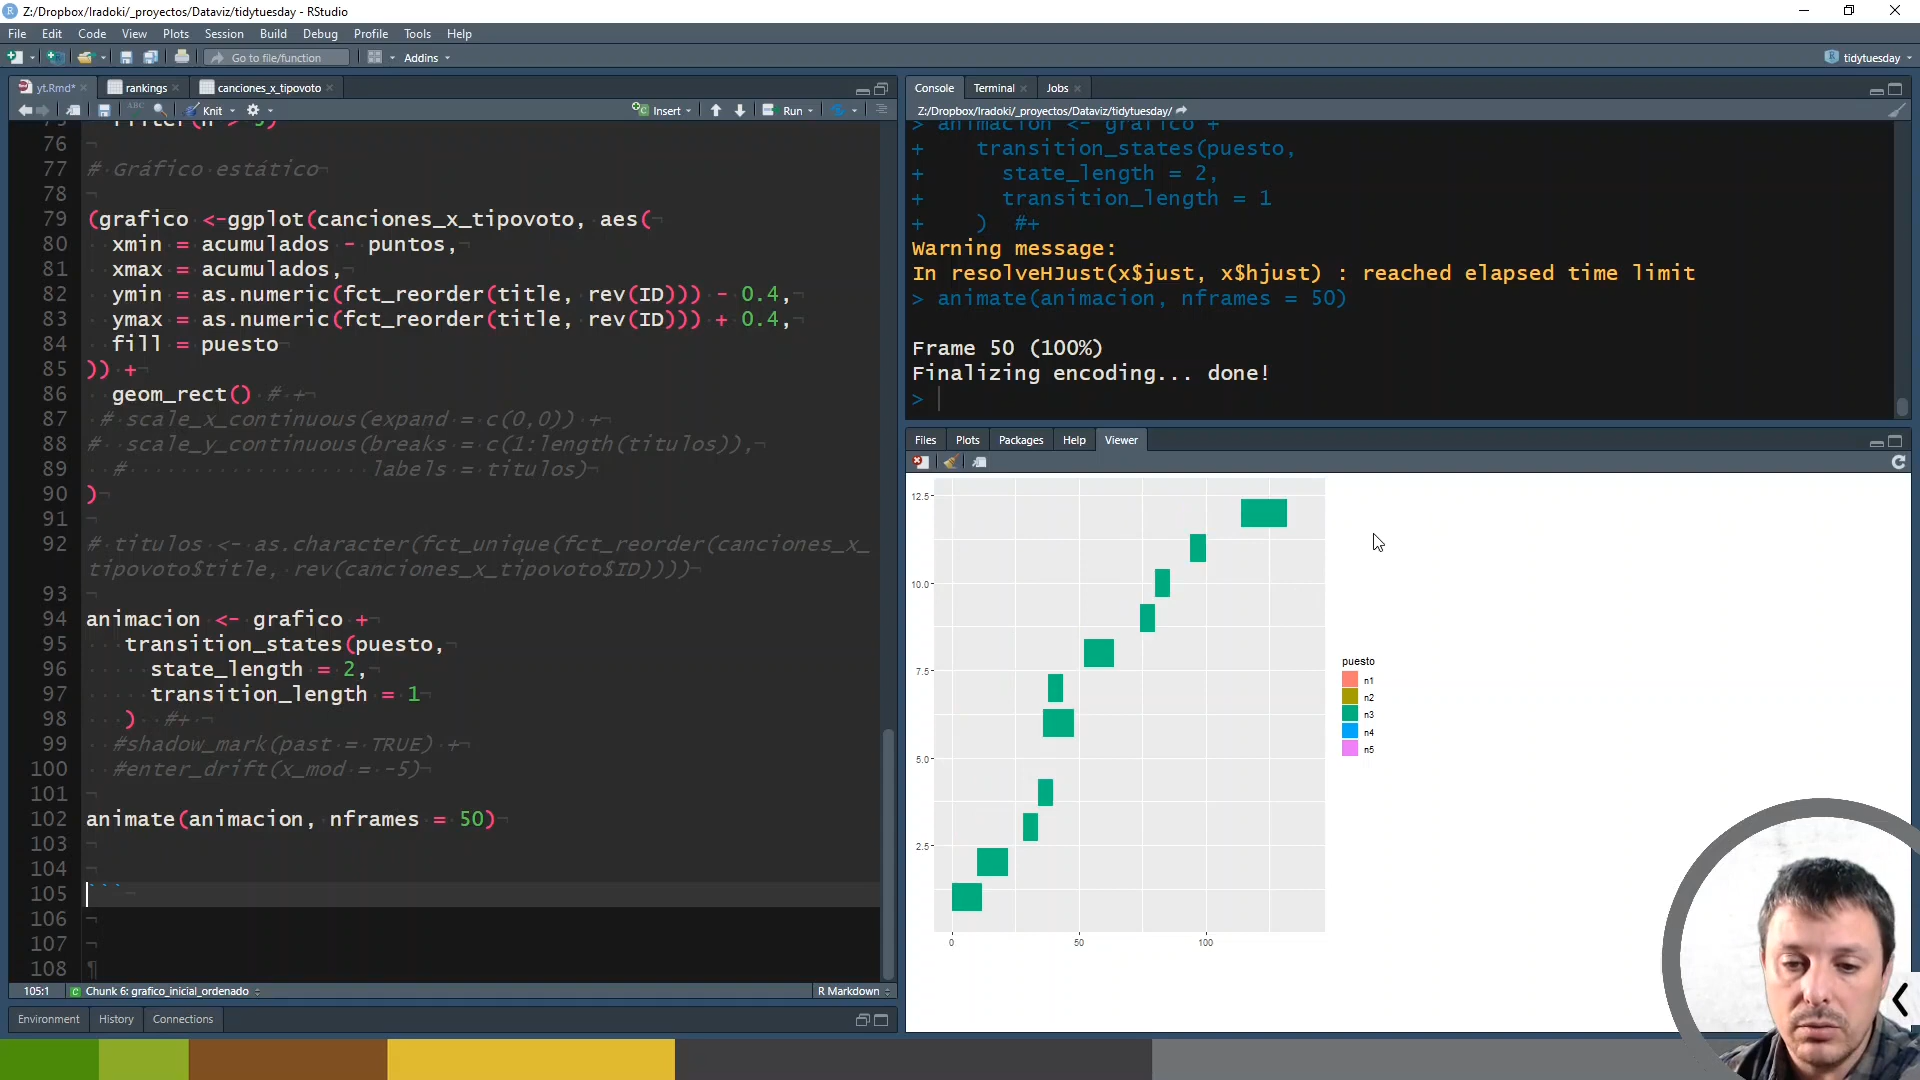 Z:/Dropbox/Iradoki/_proyectos/Dataviz/tidytuesday - RStudio
File Edit Code View Plots Session Build Debug Profile Tools Help
Go to file/function Addins tidytuesday
yt.Rmd* rankings canciones_x_tipovoto
Knit Insert Run
76
77 # Gráfico estático
78
79 (grafico <-ggplot(canciones_x_tipovoto, aes(
80 xmin = acumulados - puntos,
81 xmax = acumulados,
82 ymin = as.numeric(fct_reorder(title, rev(ID))) - 0.4,
83 ymax = as.numeric(fct_reorder(title, rev(ID))) + 0.4,
84 fill = puesto
85 )) +
86 geom_rect() # +
87 # scale_x_continuous(expand = c(0,0)) +
88 # scale_y_continuous(breaks = c(1:length(titulos)),
89 # labels = titulos)
90 )
91
92 # titulos <- as.character(fct_unique(fct_reorder(canciones_x_
tipovoto$title, rev(canciones_x_tipovoto$ID))))
93
94 animacion <- grafico +
95 transition_states(puesto,
96 state_length = 2,
97 transition_length = 1
98 ) #+
99 #shadow_mark(past = TRUE) +
100 #enter_drift(x_mod = -5)
101
102 animate(animacion, nframes = 50)
103
104
105 ```
106
107
108
105:1 Chunk 6: grafico_inicial_ordenado R Markdown
Environment History Connections
Console Terminal Jobs
Z:/Dropbox/Iradoki/_proyectos/Dataviz/tidytuesday/
> animacion <- grafico +
+ transition_states(puesto,
+ state_length = 2,
+ transition_length = 1
+ ) #+
Warning message:
In resolveHJust(x$just, x$hjust) : reached elapsed time limit
> animate(animacion, nframes = 50)
Frame 50 (100%)
Finalizing encoding... done!
>
Files Plots Packages Help Viewer
12.5
10.0
7.5
5.0
2.5
0 50 100
puesto
n1
n2
n3
n4
n5